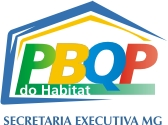 PBQP
do Habitat
SECRETARIA EXECUTIVA MG